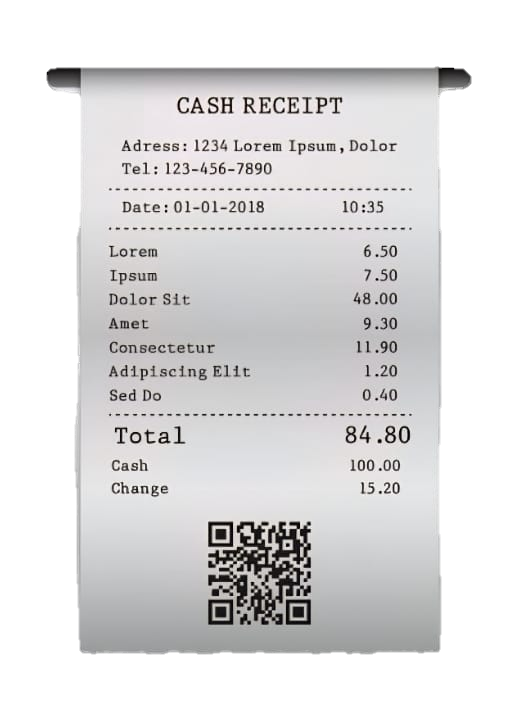 CASH RECEIPT
Adress: 1234 Lorem Ipsum, Dolor
Tel: 123-456-7890
Date: 01-01-2018 10:35
Lorem 6.50
Ipsum 7.50
Dolor Sit 48.00
Amet 9.30
Consectetur 11.90
Adipiscing Elit 1.20
Sed Do 0.40
Total 84.80
Cash 100.00
Change 15.20